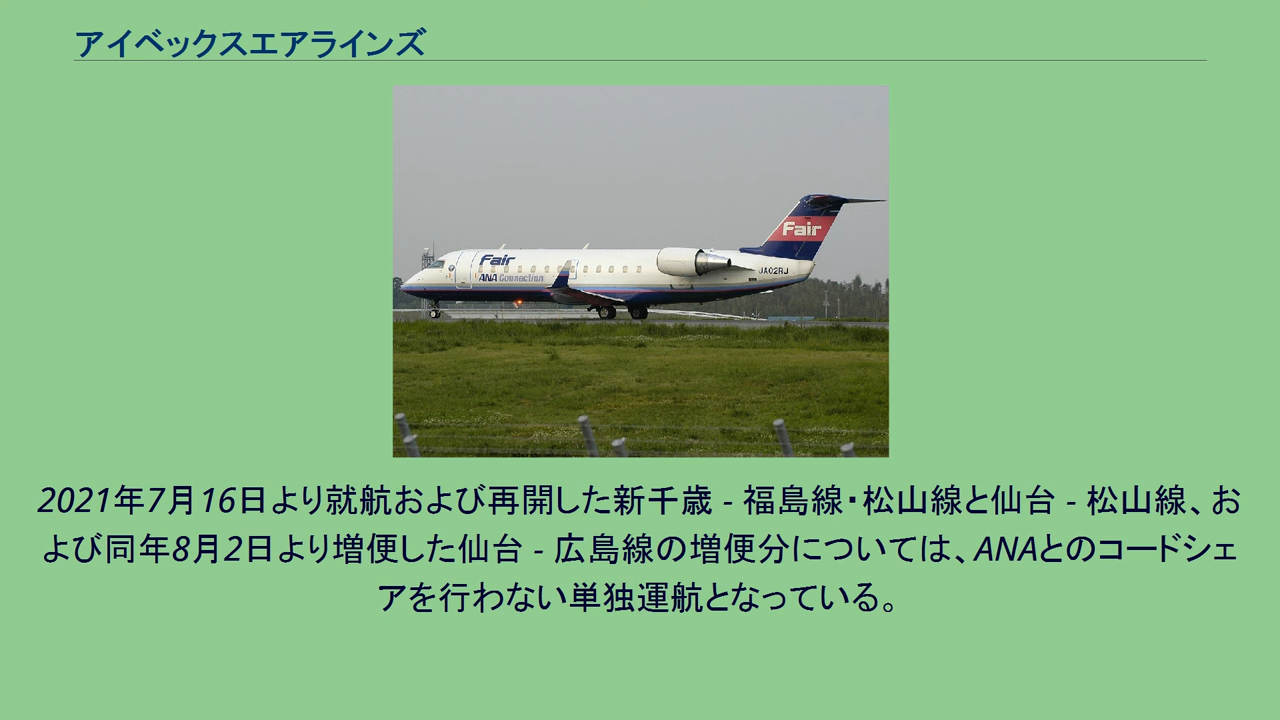 アイベックスエアラインズ
Fair
Fair
ANA Connection
JA02RJ
2021年7月16日より就航および再開した新千歳 - 福島線・松山線と仙台 - 松山線、お
よび同年8月2日より増便した仙台 - 広島線の増便分については、ANAとのコードシェ
アを行わない単独運航となっている。